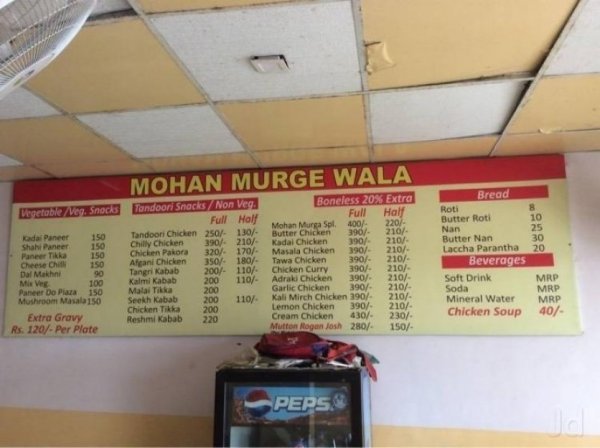 MOHAN MURGE WALA
Vegetable /Veg. Snacks
Kadai Paneer 150
Shahi Paneer 150
Paneer Tikka 150
Cheese Chilli 150
Dal Makhni 90
Mix Veg. 100
Paneer Do Plaza 150
Mushroom Masala 150
Extra Gravy
Rs. 120/- Per Plate
Tandoori Snacks / Non Veg.
Full Half
Tandoori Chicken 250/- 130/-
Chilly Chicken 390/- 210/-
Chicken Pakora 320/- 170/-
Afgani Chicken 350/- 180/-
Tangri Kabab 200 110/-
Kalmi Kabab 200 110/-
Malai Tikka 200
Seekh Kabab 200 110/-
Chicken Tikka 200
Reshmi Kabab 220
Boneless 20% Extra
Full Half
Mohan Murga Spl. 400/- 220/-
Butter Chicken 390/- 210/-
Kadai Chicken 390/- 210/-
Masala Chicken 390/- 210/-
Tawa Chicken 390/- 210/-
Chicken Curry 390/- 210/-
Adraki Chicken 390/- 210/-
Garlic Chicken 390/- 210/-
Kali Mirch Chicken 390/- 210/-
Lemon Chicken 390/- 210/-
Cream Chicken 430/- 230/-
Mutton Rogan Josh 280/- 150/-
Bread
Roti 8
Butter Roti 10
Nan 25
Butter Nan 30
Laccha Parantha 20
Beverages
Soft Drink MRP
Soda MRP
Mineral Water MRP
Chicken Soup 40/-
PEPSI
Jd